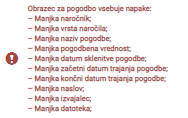 Obrazec za pogodbo vsebuje napake:
– Manjka naročnik;
– Manjka vrsta naročila;
– Manjka naziv pogodbe;
– Manjka pogodbena vrednost;
– Manjka datum sklenitve pogodbe;
– Manjka začetni datum trajanja pogodbe;
– Manjka končni datum trajanja pogodbe;
– Manjka naslov;
– Manjka izvajalec;
– Manjka datoteka;